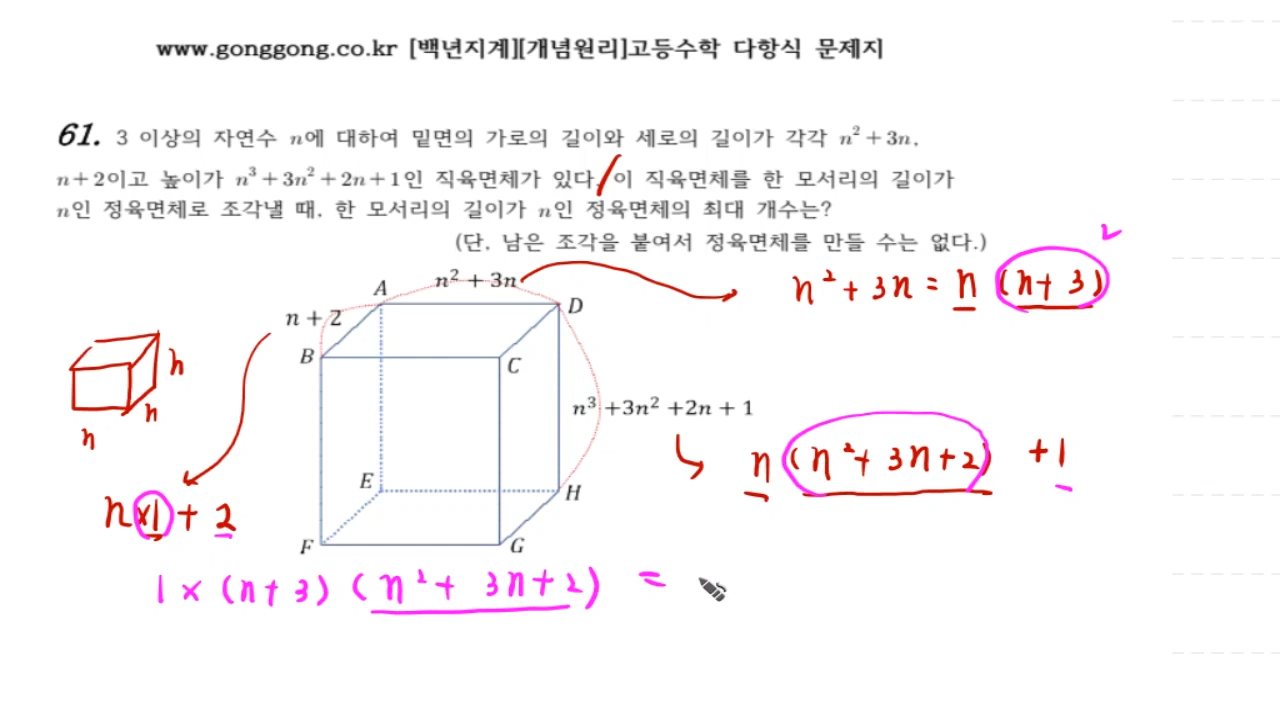 www.gonggong.co.kr [백년지계][개념원리]고등수학 다항식 문제지
61. 3 이상의 자연수 n에 대하여 밑면의 가로의 길이와 세로의 길이가 각각 n² + 3n,
n+2이고 높이가 n³ + 3n² + 2n + 1인 직육면체가 있다. 이 직육면체를 한 모서리의 길이가
n인 정육면체로 조각낼 때, 한 모서리의 길이가 n인 정육면체의 최대 개수는?
(단, 남은 조각을 붙여서 정육면체를 만들 수는 없다.)
n² + 3n
n² + 3n = n (n + 3)
A
D
n + 2
B
C
n
n
n
n³ +3n² +2n + 1
n (n² + 3n + 2) + 1
E
H
n × 1 + 2
F
G
1 × (n + 3) (n² + 3n + 2) =